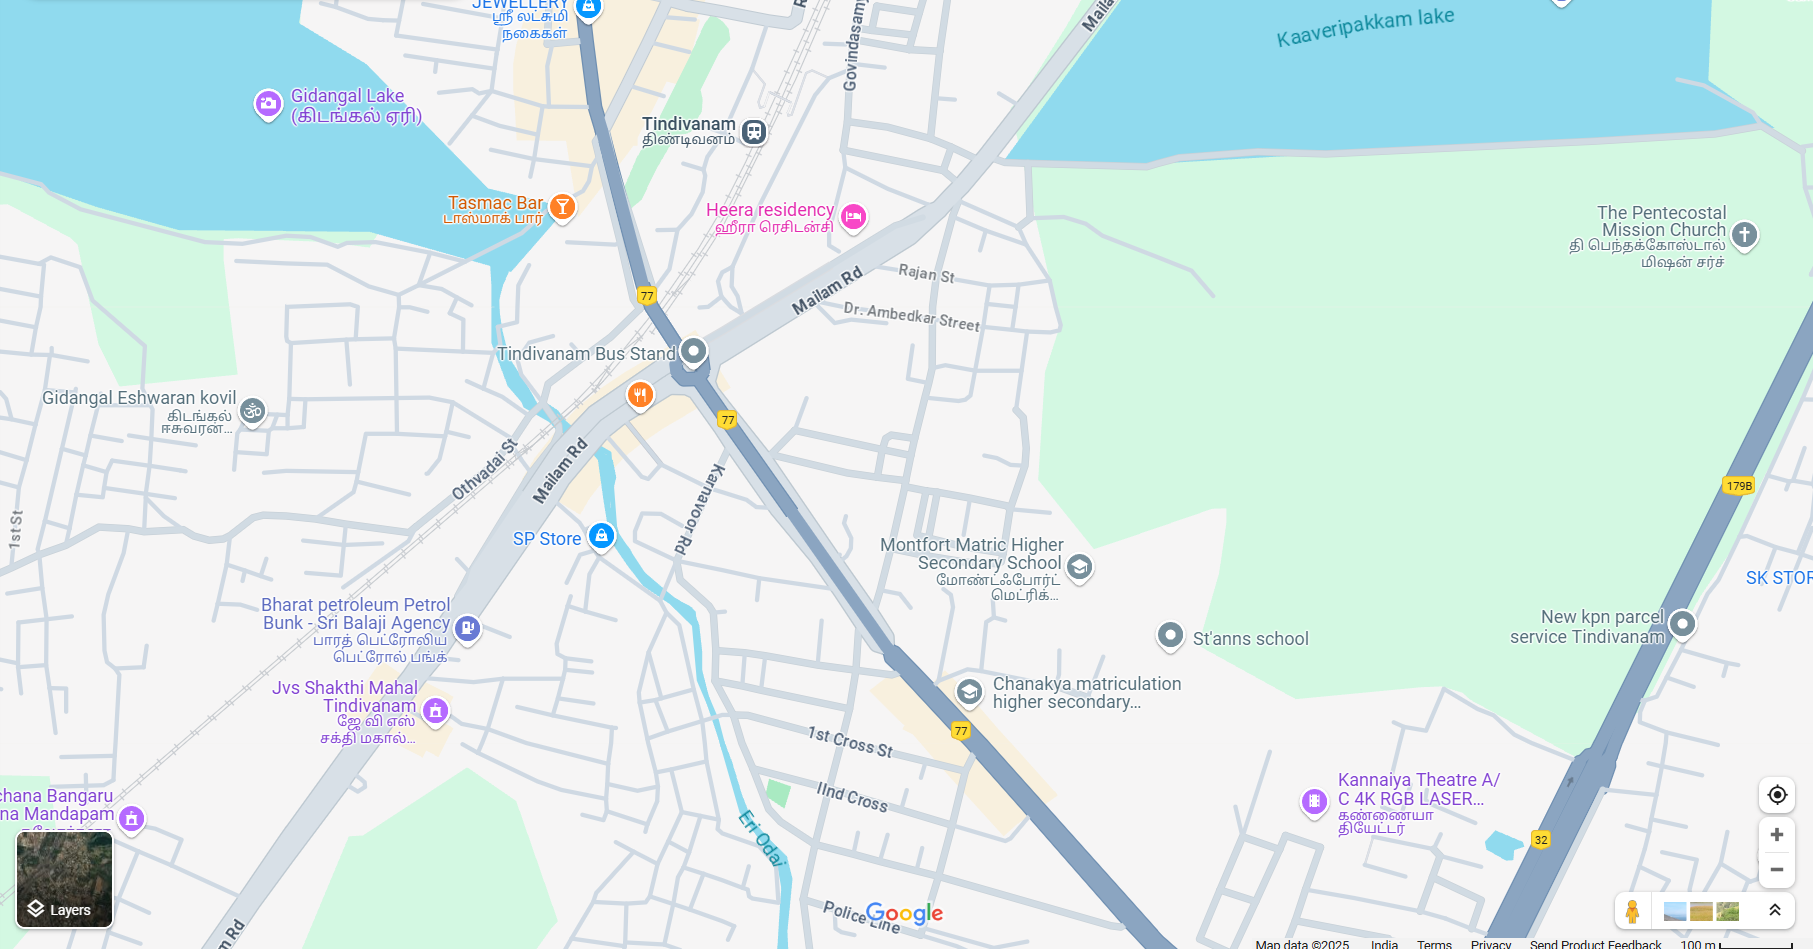 JEWELLERY
ஸ்ரீ லட்சுமி
நகைகள்
Govindasamy
Kaaveripakkam lake
Gidangal Lake
(கிடங்கல் ஏரி)
Tindivanam
திண்டிவனம்
Tasmac Bar
டாஸ்மாக் பார்
Heera residency
ஹீரா ரெசிடன்சி
The Pentecostal
Mission Church
தி பெந்தக்கோஸ்டால்
மிஷன் சர்ச்
Rajan St
Mailam Rd
Dr. Ambedkar Street
77
Tindivanam Bus Stand
Gidangal Eshwaran kovil
கிடங்கல்
ஈசுவரன்...
77
Othvadai St
Mailam Rd
Karnavoor Rd
1st St
179B
SP Store
Montfort Matric Higher
Secondary School
மோண்ட்ஃபோர்ட்
மெட்ரிக்...
SK STOR
Bharat petroleum Petrol
Bunk - Sri Balaji Agency
பாரத் பெட்ரோலிய
பெட்ரோல் பங்க்
New kpn parcel
service Tindivanam
St'anns school
Jvs Shakthi Mahal
Tindivanam
ஜே வி எஸ்
சக்தி மகால்...
Chanakya matriculation
higher secondary...
77
1st Cross St
IInd Cross
Kannaiya Theatre A/
C 4K RGB LASER...
கண்ணையா
தியேட்டர்
chana Bangaru
na Mandapam
Eri Odai
32
Layers
Police Line
Google
m Rd
Map data ©2025 India Terms Privacy Send Product Feedback 100 m